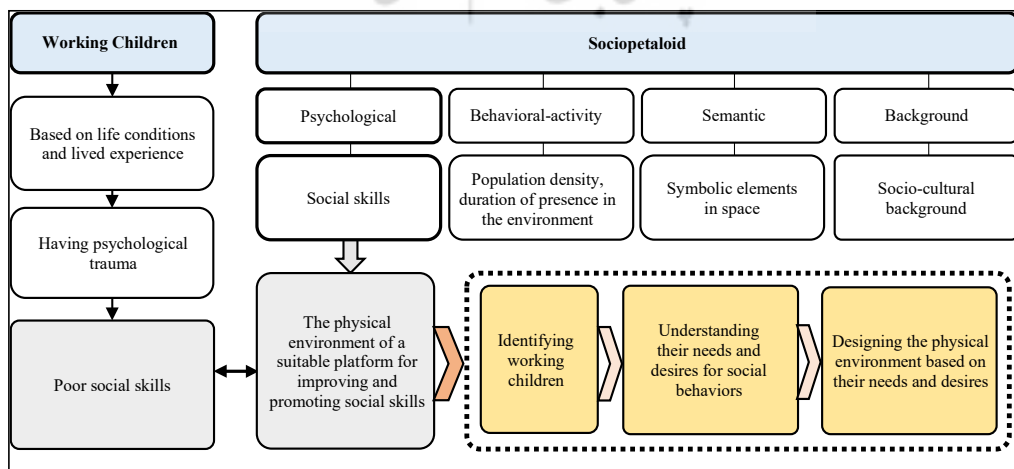 Working Children
Sociopetaloid
Based on life conditions
and lived experience
Having psychological
trauma
Poor social skills
Psychological
Behavioral-activity
Semantic
Background
Social skills
Population density,
duration of presence in
the environment
Symbolic elements
in space
Socio-cultural
background
The physical
environment of a
suitable platform for
improving and
promoting social skills
Identifying
working
children
Understanding
their needs and
desires for social
behaviors
Designing the physical
environment based on
their needs and desires